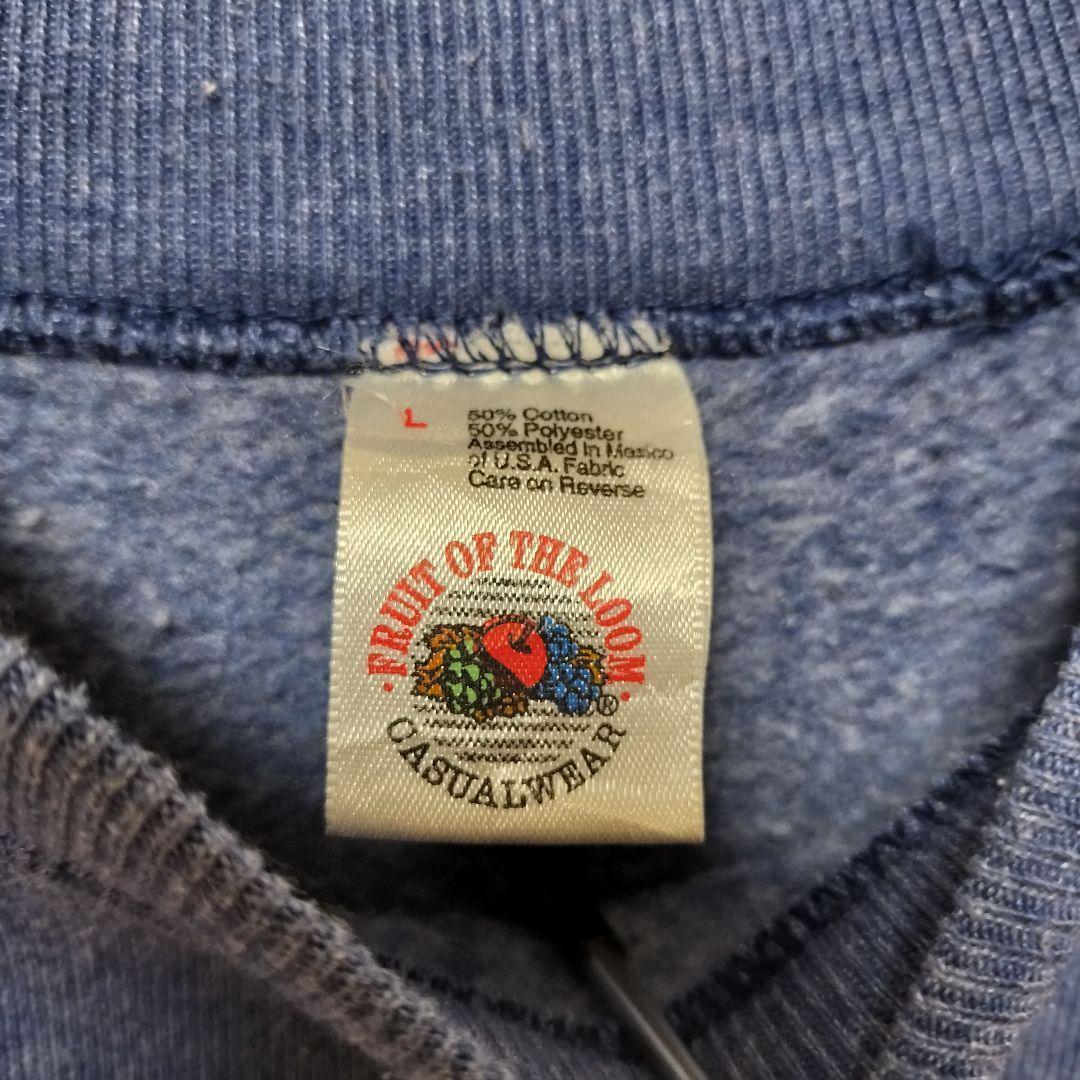 L
50% Cotton
50% Polyester
Assembled in Mexico
of U.S.A. Fabric
Care on Reverse
· FRUIT OF THE LOOM ·
®
CASUALWEAR